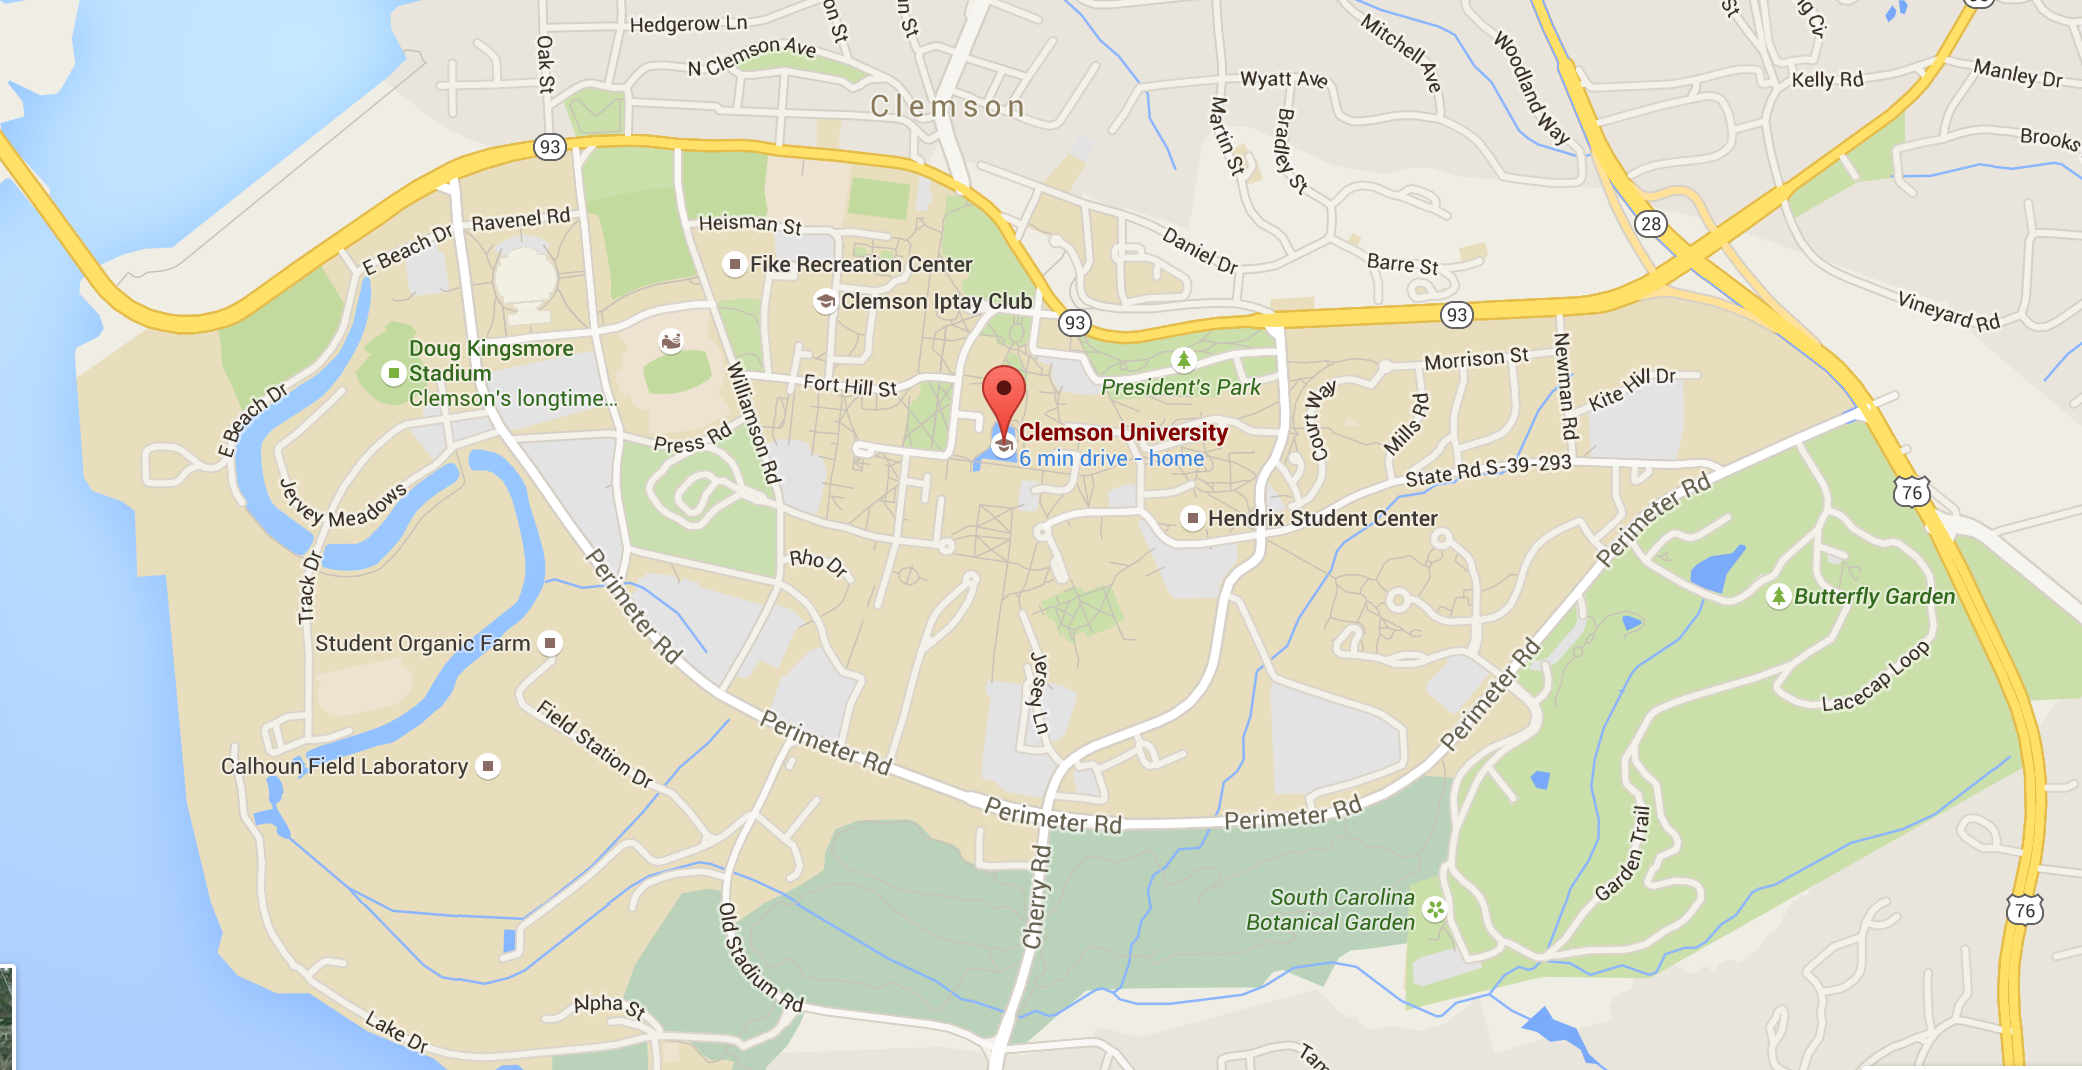 Hedgerow Ln
N Clemson Ave
Oak St
on St
n St
Clemson
Mitchell Ave
Woodland Way
Wyatt Ave
Martin St
Bradley St
St
ng Cir
Kelly Rd
Manley Dr
Brooks
93
28
Ravenel Rd
E Beach Dr
Heisman St
Fike Recreation Center
Clemson Iptay Club
Daniel Dr
Barre St
93
93
Vineyard Rd
Doug Kingsmore
Stadium
Clemson's longtime...
E Beach Dr
Williamson Rd
Fort Hill St
Press Rd
President's Park
Morrison St
Newman Rd
Kite Hill Dr
Court Way
Mills Rd
Clemson University
6 min drive - home
State Rd S-39-293
Perimeter Rd
76
Jervey Meadows
Hendrix Student Center
Track Dr
Rho Dr
Perimeter Rd
Butterfly Garden
Student Organic Farm
Jersey Ln
Perimeter Rd
Lacecap Loop
Field Station Dr
Perimeter Rd
Calhoun Field Laboratory
Perimeter Rd
Perimeter Rd
Garden Trail
Cherry Rd
South Carolina
Botanical Garden
76
Old Stadium Rd
Alpha St
Lake Dr
Tam